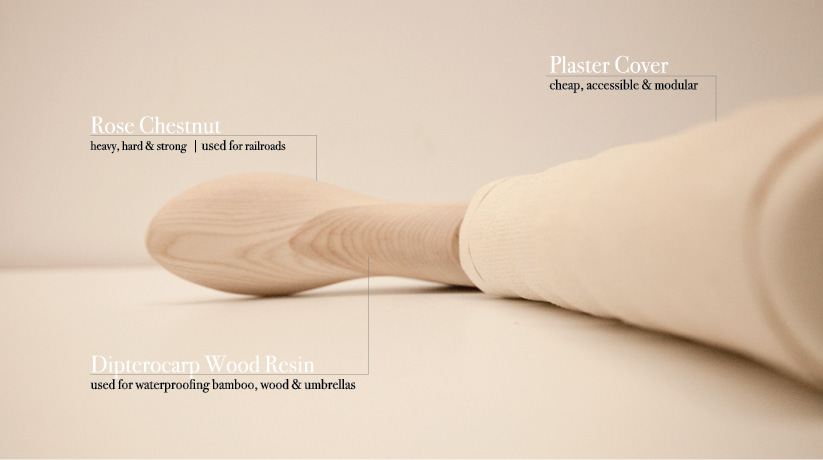 Plaster Cover
cheap, accessible & modular
Rose Chestnut
heavy, hard & strong | used for railroads
Dipterocarp Wood Resin
used for waterproofing bamboo, wood & umbrellas